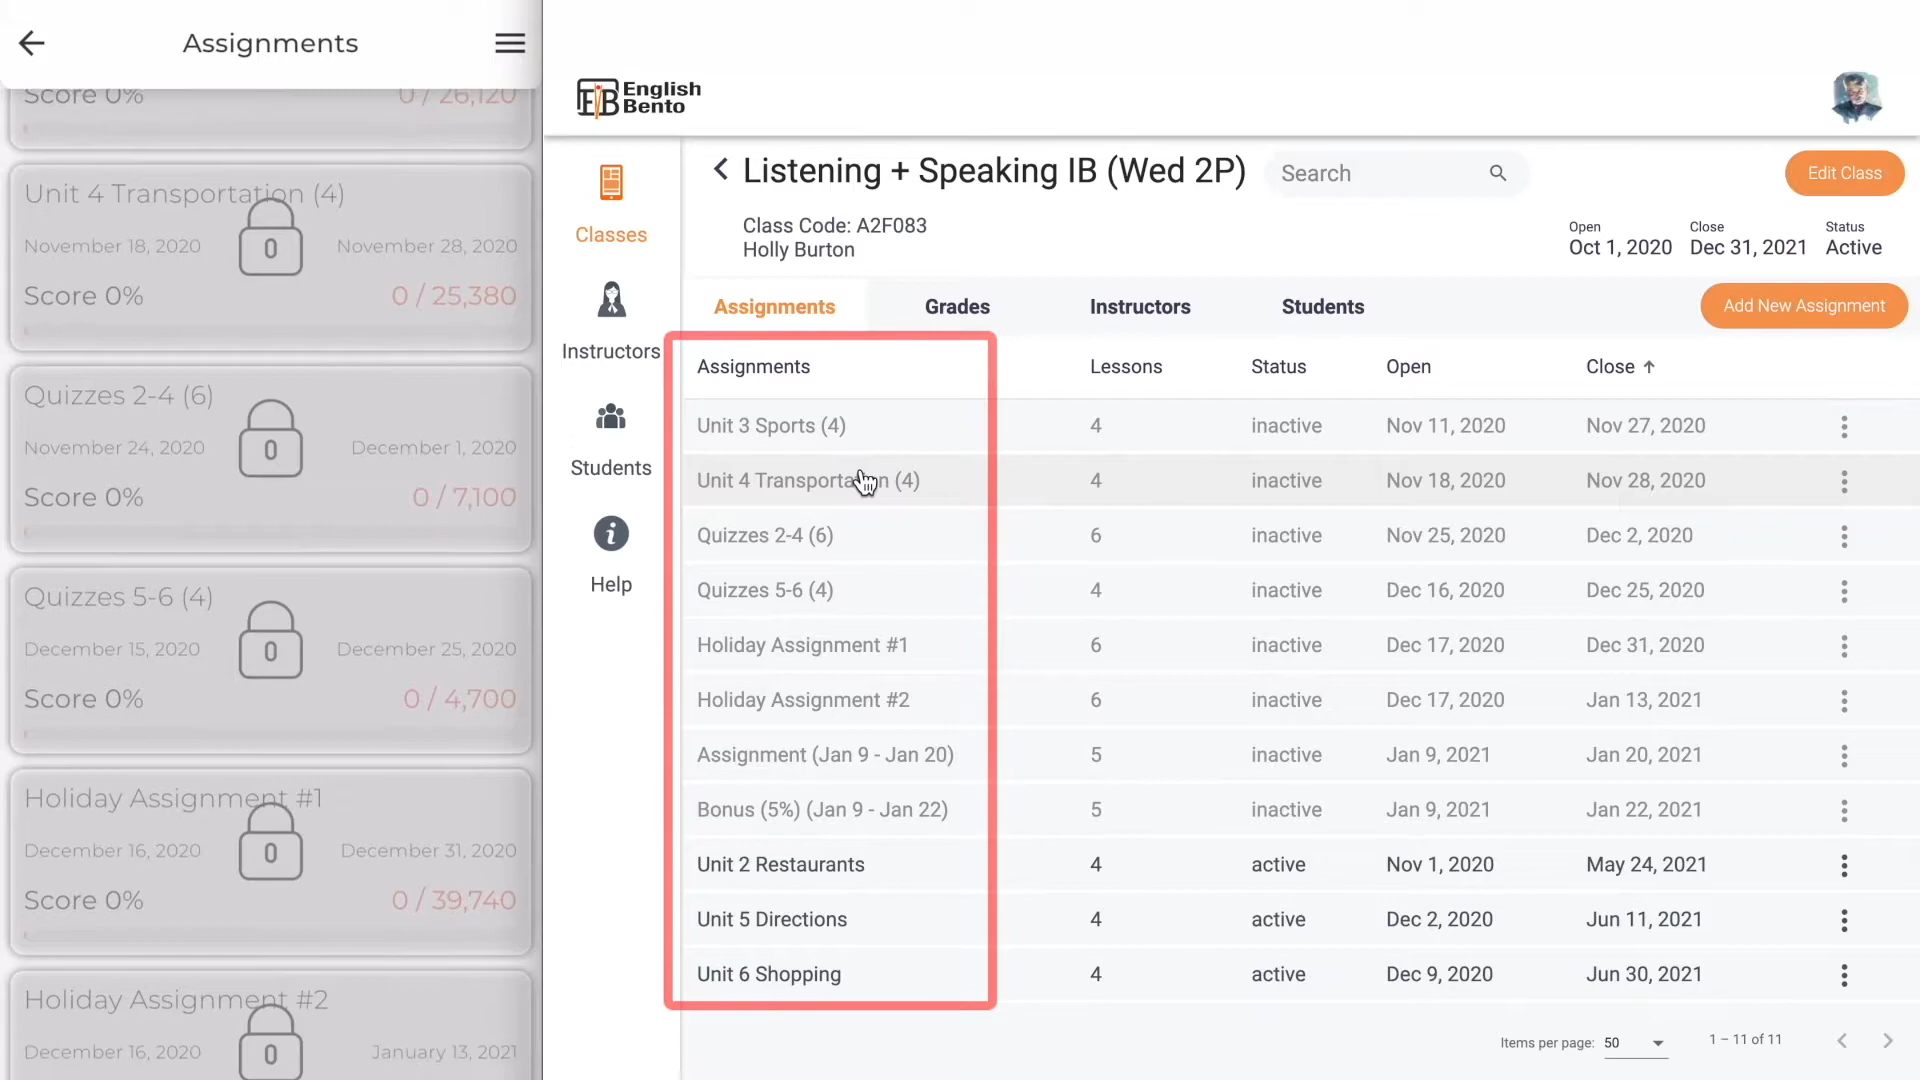 Assignments
Score 0% 0 / 26,120
Unit 4 Transportation (4)
0
November 18, 2020 November 28, 2020
Score 0% 0 / 25,380
Quizzes 2-4 (6)
0
November 24, 2020 December 1, 2020
Score 0% 0 / 7,100
Quizzes 5-6 (4)
0
December 15, 2020 December 25, 2020
Score 0% 0 / 4,700
Holiday Assignment #1
0
December 16, 2020 December 31, 2020
Score 0% 0 / 39,740
Holiday Assignment #2
0
December 16, 2020 January 13, 2021
EB English
Bento
Classes
Instructors
Students
Help
Listening + Speaking IB (Wed 2P)
Search
Edit Class
Class Code: A2F083
Holly Burton
Open Close Status
Oct 1, 2020 Dec 31, 2021 Active
Assignments Grades Instructors Students Add New Assignment
Assignments Lessons Status Open Close
Unit 3 Sports (4) 4 inactive Nov 11, 2020 Nov 27, 2020
Unit 4 Transportation (4) 4 inactive Nov 18, 2020 Nov 28, 2020
Quizzes 2-4 (6) 6 inactive Nov 25, 2020 Dec 2, 2020
Quizzes 5-6 (4) 4 inactive Dec 16, 2020 Dec 25, 2020
Holiday Assignment #1 6 inactive Dec 17, 2020 Dec 31, 2020
Holiday Assignment #2 6 inactive Dec 17, 2020 Jan 13, 2021
Assignment (Jan 9 - Jan 20) 5 inactive Jan 9, 2021 Jan 20, 2021
Bonus (5%) (Jan 9 - Jan 22) 5 inactive Jan 9, 2021 Jan 22, 2021
Unit 2 Restaurants 4 active Nov 1, 2020 May 24, 2021
Unit 5 Directions 4 active Dec 2, 2020 Jun 11, 2021
Unit 6 Shopping 4 active Dec 9, 2020 Jun 30, 2021
Items per page: 50 1 – 11 of 11